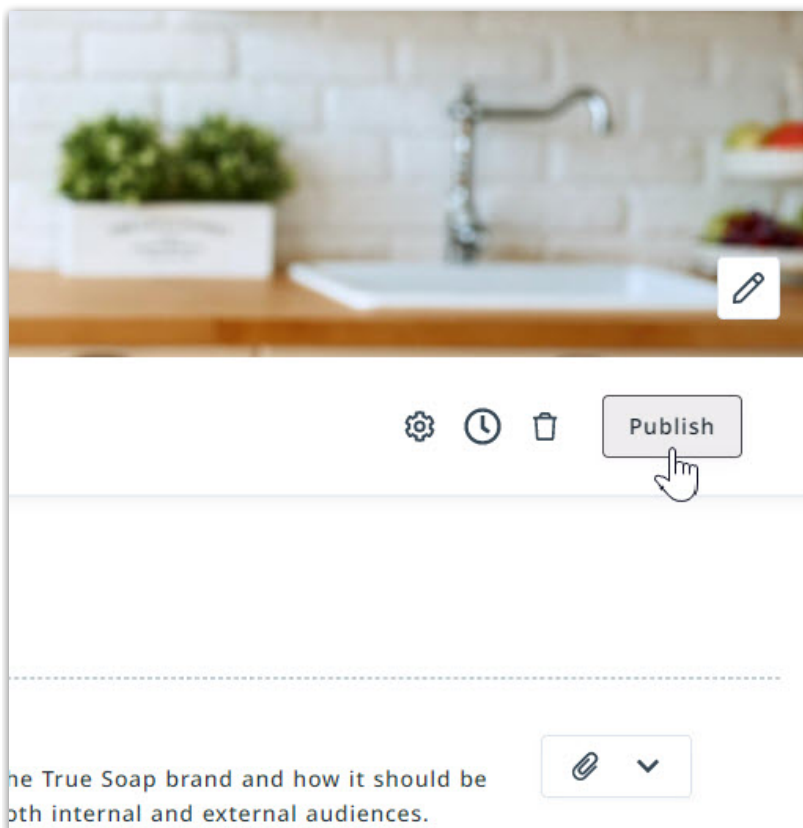 Publish
he True Soap brand and how it should be
oth internal and external audiences.